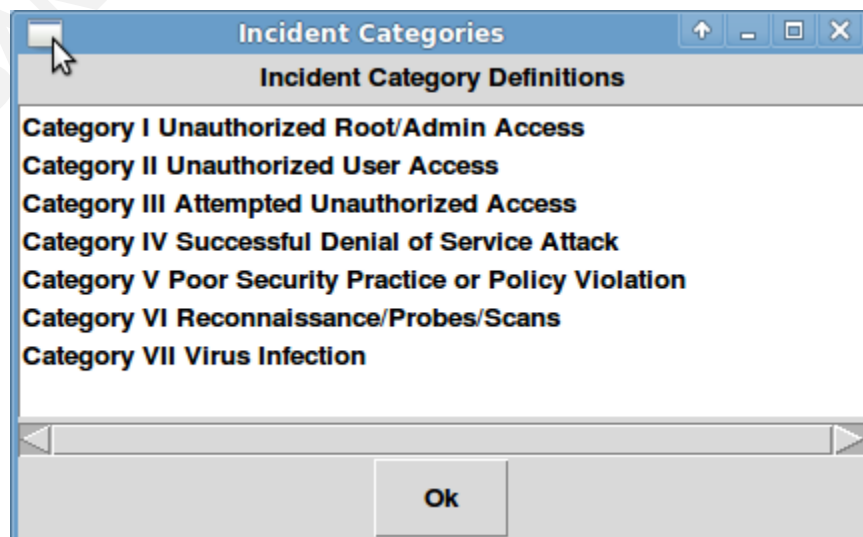 Incident Categories
Incident Category Definitions
Category I Unauthorized Root/Admin Access
Category II Unauthorized User Access
Category III Attempted Unauthorized Access
Category IV Successful Denial of Service Attack
Category V Poor Security Practice or Policy Violation
Category VI Reconnaissance/Probes/Scans
Category VII Virus Infection
Ok